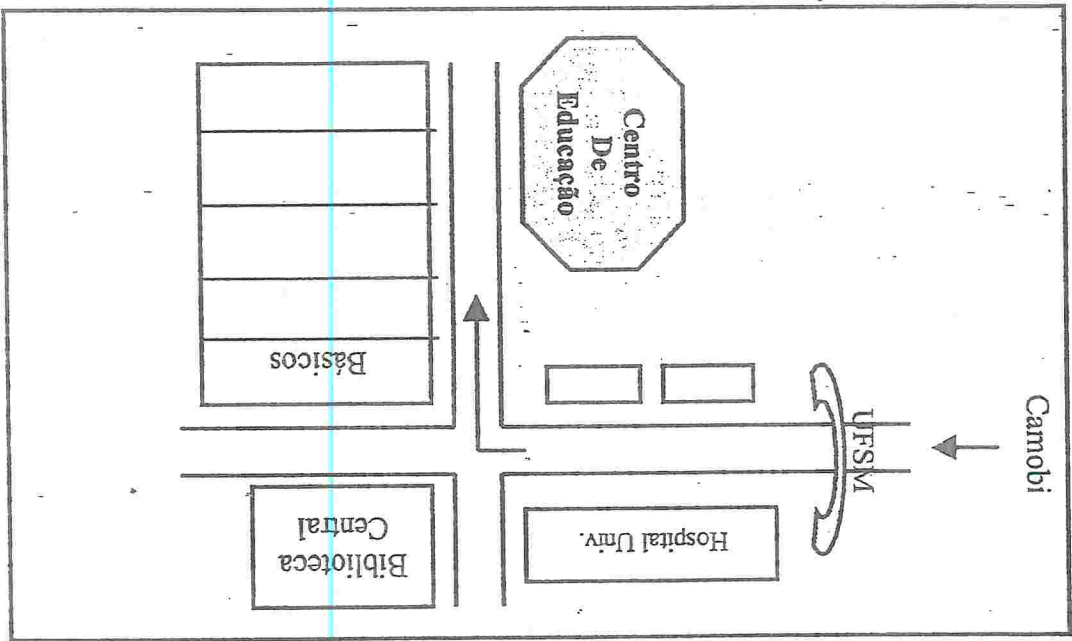 Camobi
UFSM
Hospital Univ.
Biblioteca
Central
Básicos
Centro
De
Educação